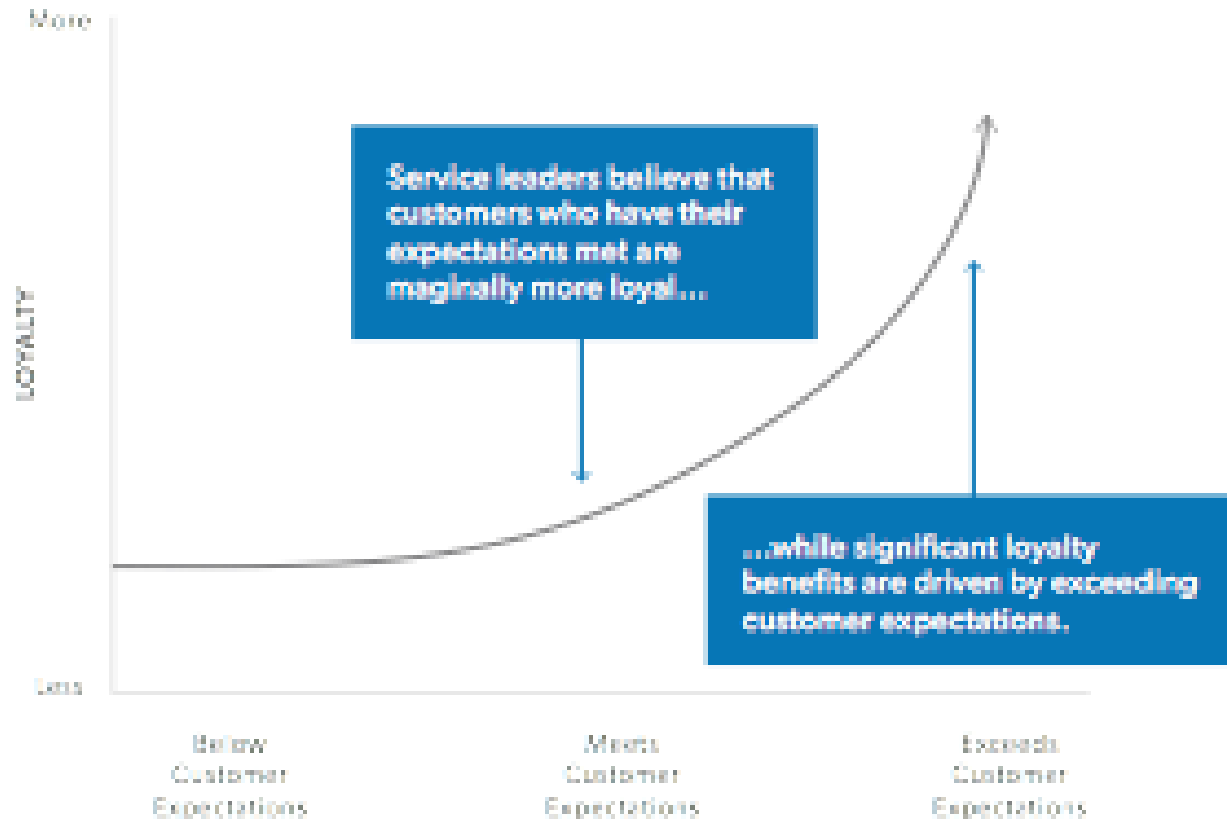 More
Service leaders believe that
customers who have their
expectations met are
maginally more loyal...
LOYALTY
...while significant loyalty
benefits are driven by exceeding
customer expectations.
Less
Below
Customer
Expectations
Meets
Customer
Expectations
Exceeds
Customer
Expectations